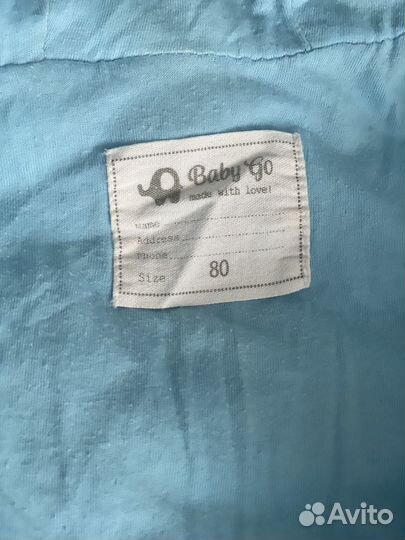 Baby Go
made with love!
Name
Address
Phone
Size 80
Avito